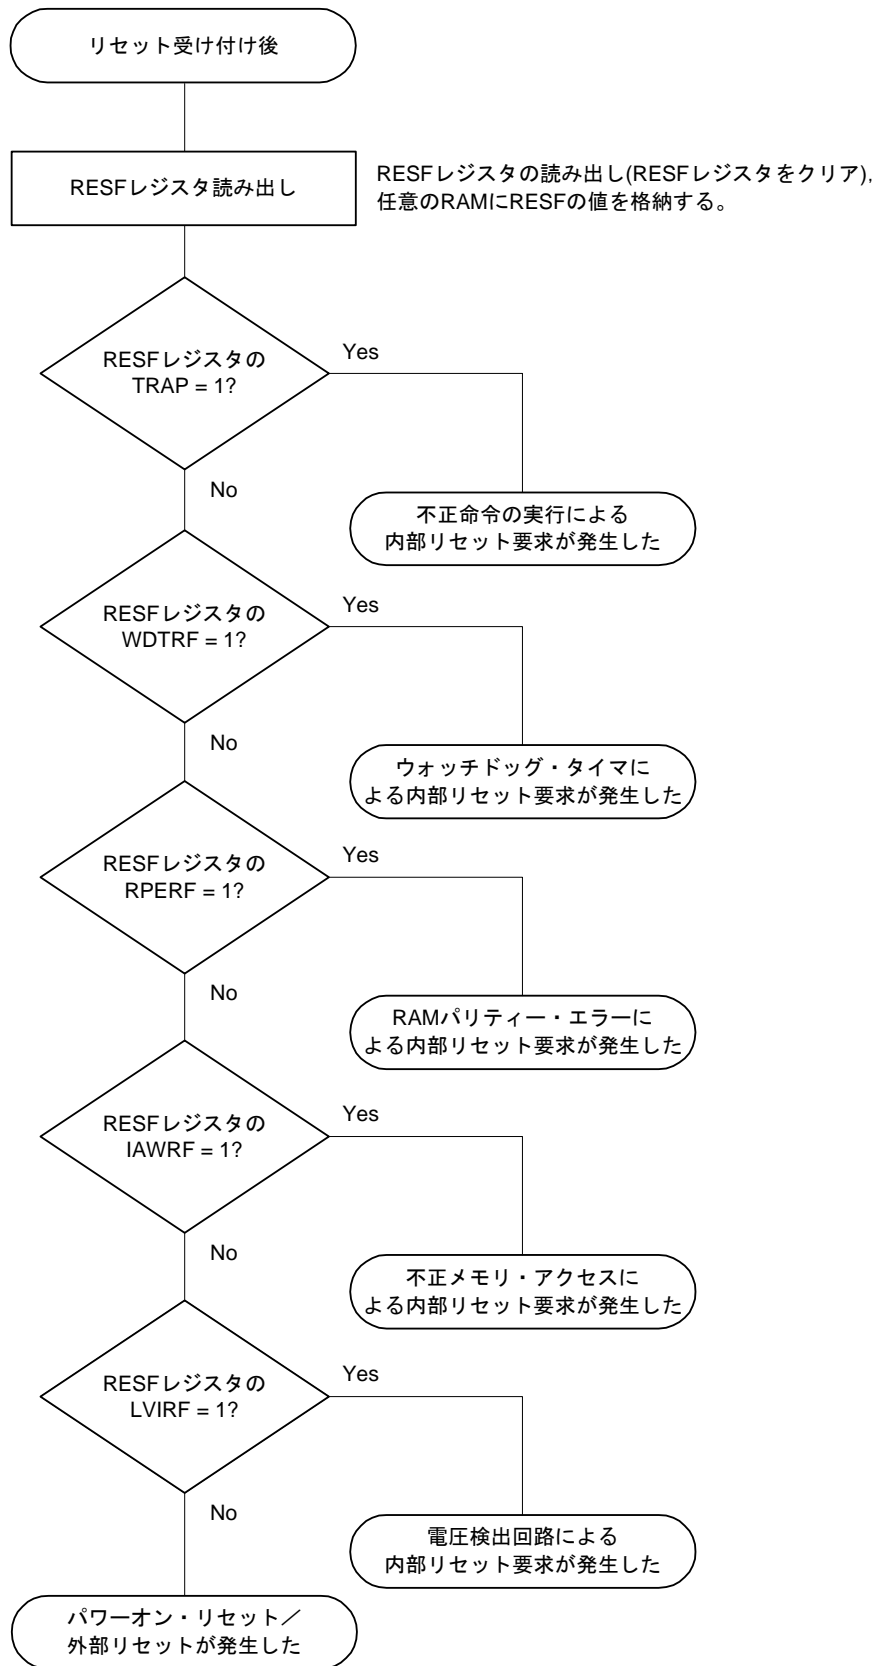 リセット受け付け後
RESFレジスタ読み出し
RESFレジスタの読み出し(RESFレジスタをクリア),
任意のRAMにRESFの値を格納する。
RESFレジスタの
TRAP = 1?
Yes
No
不正命令の実行による
内部リセット要求が発生した
RESFレジスタの
WDTRF = 1?
Yes
No
ウォッチドッグ・タイマに
よる内部リセット要求が発生した
RESFレジスタの
RPERF = 1?
Yes
No
RAMパリティー・エラーに
よる内部リセット要求が発生した
RESFレジスタの
IAWRF = 1?
Yes
No
不正メモリ・アクセスに
よる内部リセット要求が発生した
RESFレジスタの
LVIRF = 1?
Yes
No
電圧検出回路による
内部リセット要求が発生した
パワーオン・リセット／
外部リセットが発生した